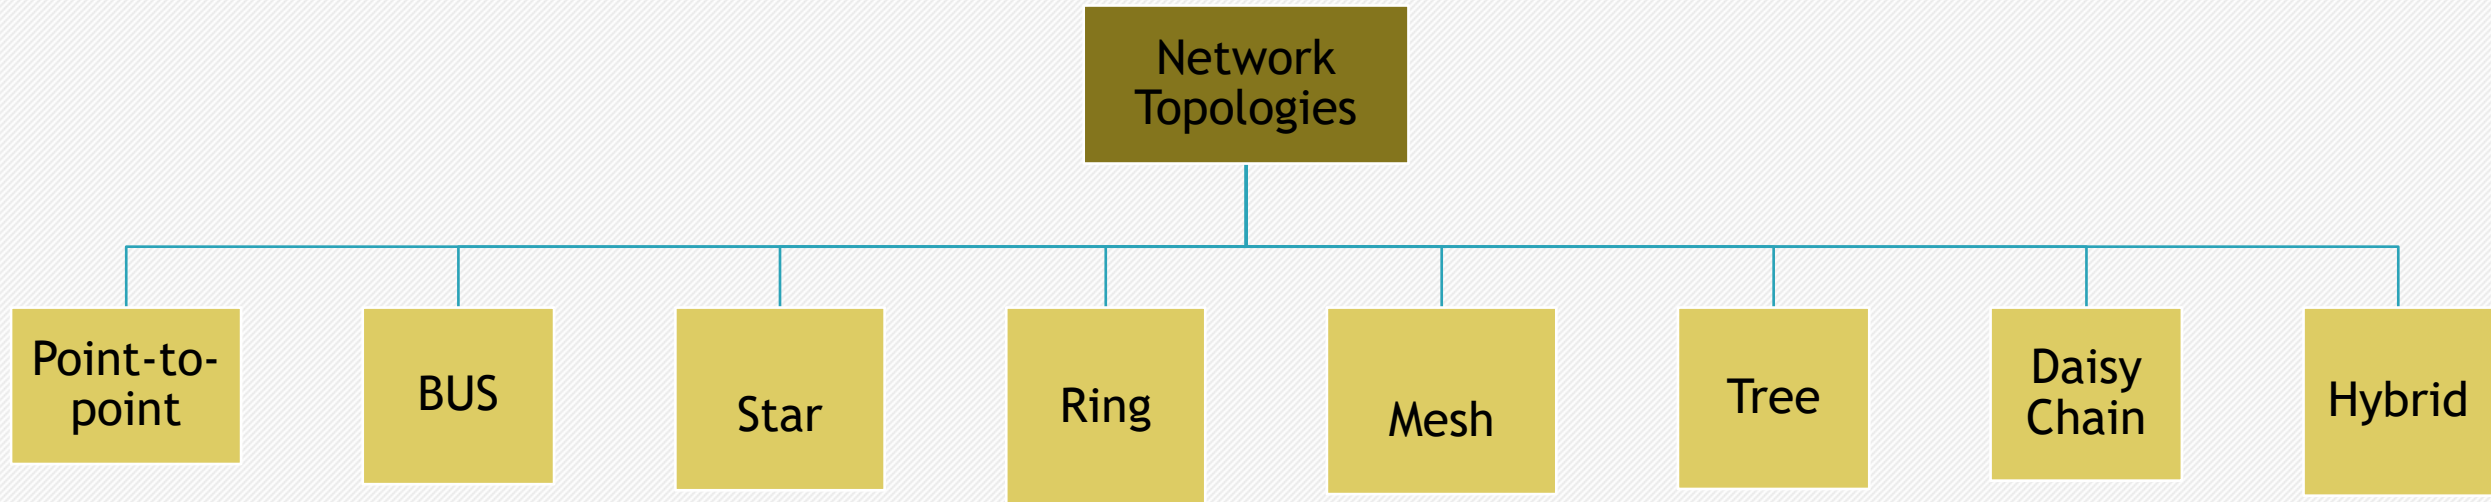 Network
Topologies
Point-to-
point
BUS
Star
Ring
Mesh
Tree
Daisy
Chain
Hybrid